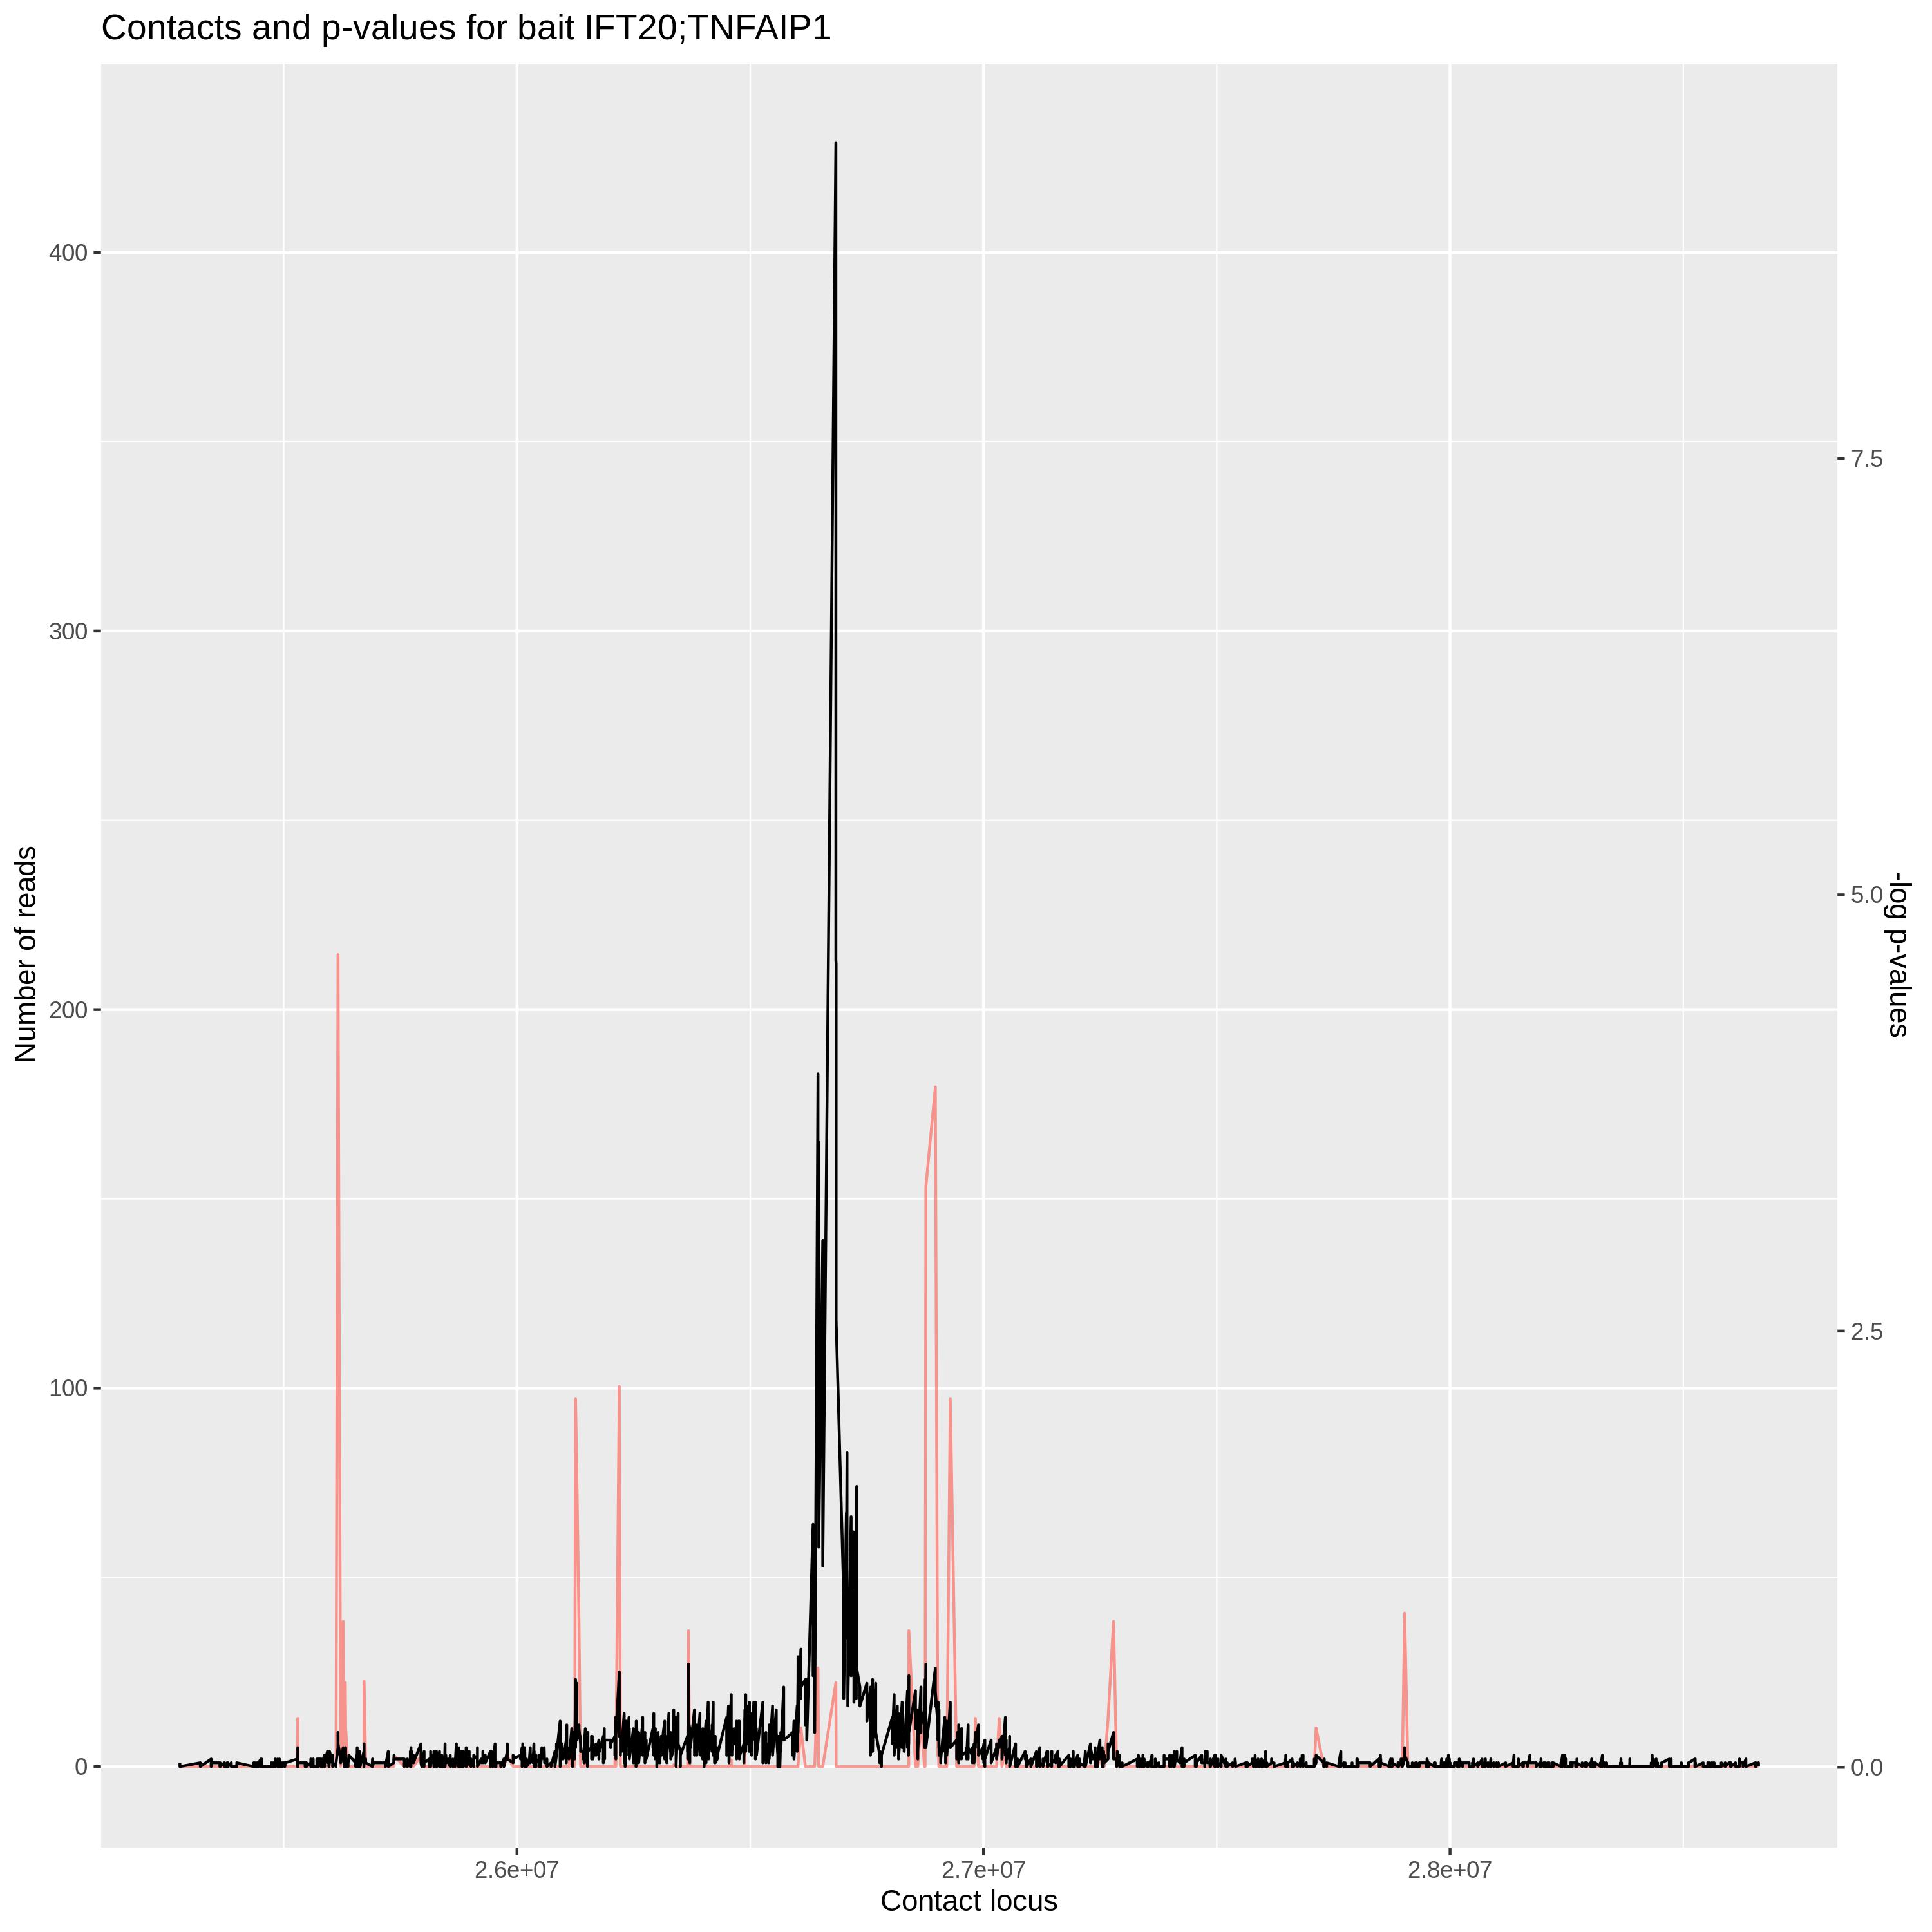 Contacts and p-values for bait IFT20;TNFAIP1
400
300
200
100
0
Number of reads
7.5
5.0
2.5
0.0
-log p-values
2.6e+07
2.7e+07
2.8e+07
Contact locus